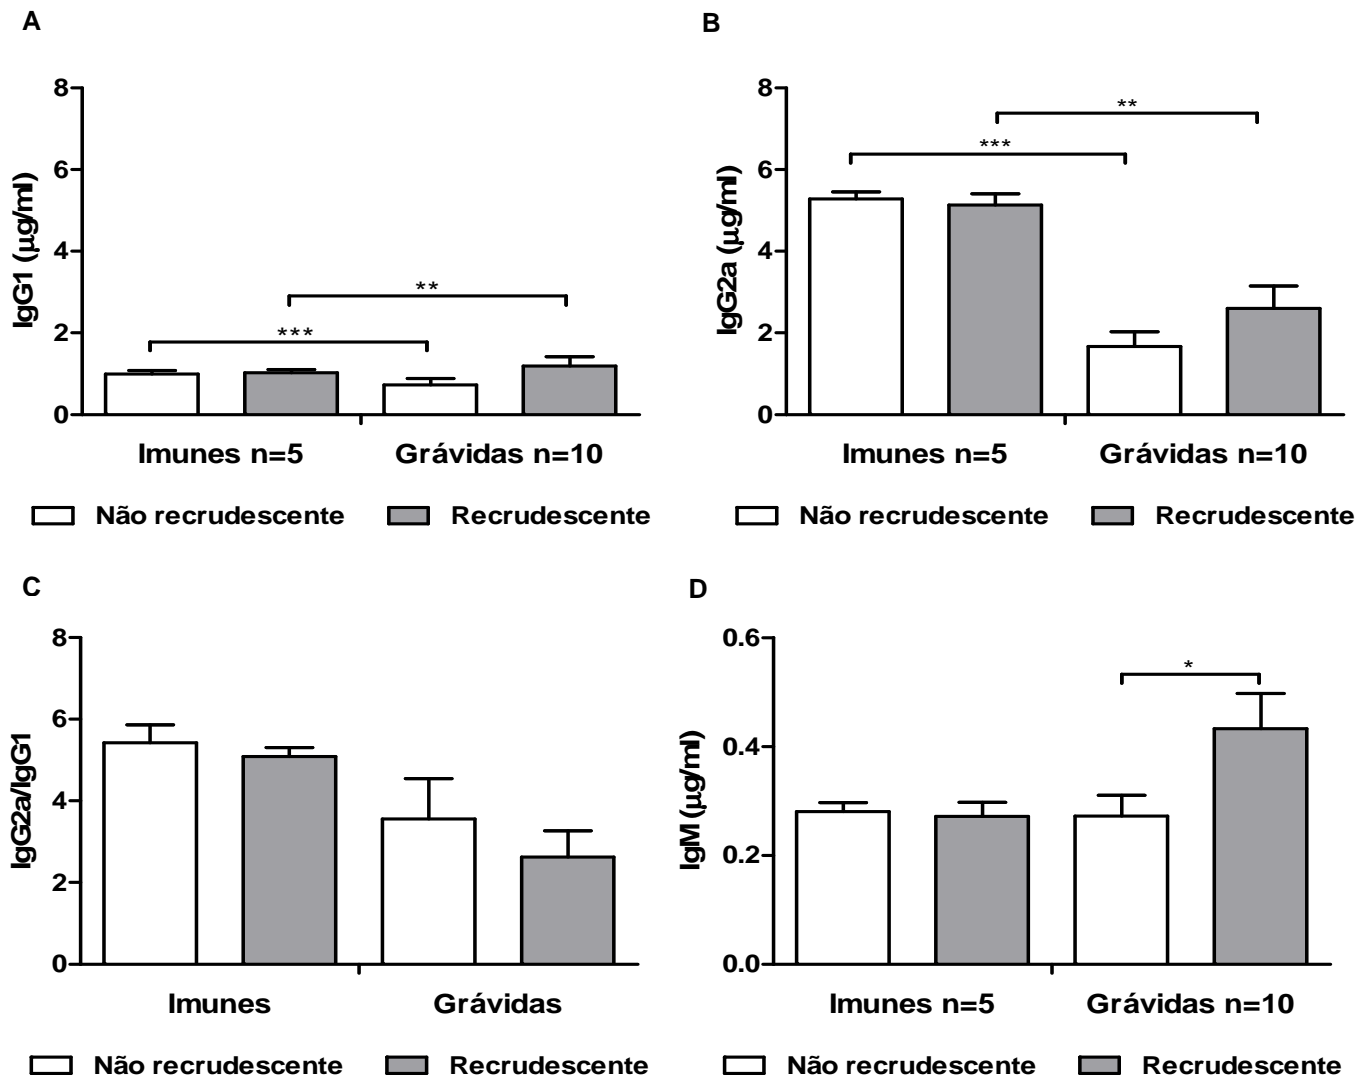 A
IgG1 (µg/ml)
8
6
4
2
0
***
**
Imunes n=5 Grávidas n=10
Não recrudescente Recrudescente
B
IgG2a (µg/ml)
8
6
4
2
0
***
**
Imunes n=5 Grávidas n=10
Não recrudescente Recrudescente
C
IgG2a/IgG1
8
6
4
2
0
Imunes Grávidas
Não recrudescente Recrudescente
D
IgM (µg/ml)
0.6
0.4
0.2
0.0
*
Imunes n=5 Grávidas n=10
Não recrudescente Recrudescente